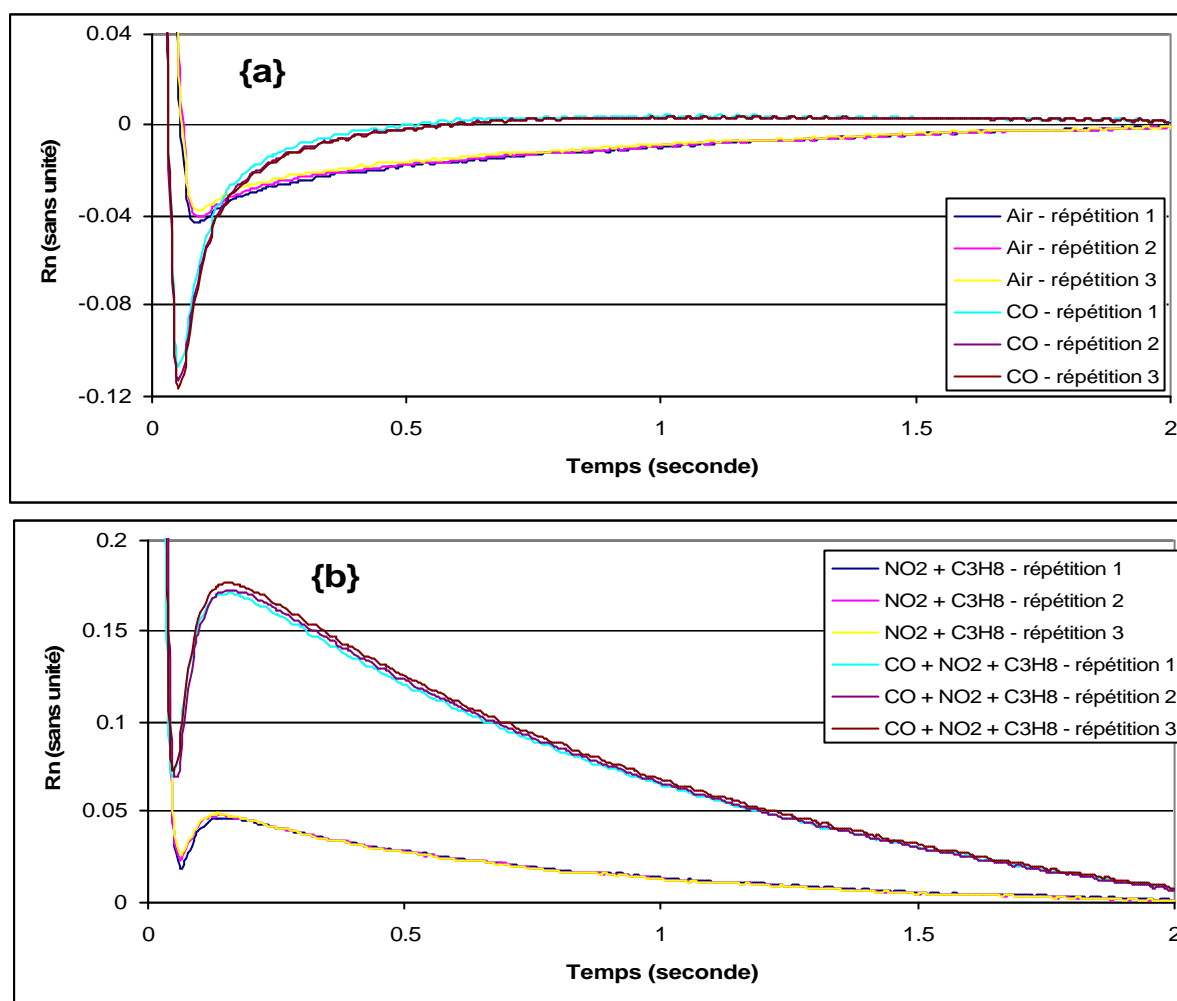 {a}
Rn (sans unité)
0.04
0
-0.04
-0.08
-0.12
0
0.5
1
1.5
2
Temps (seconde)
Air - répétition 1
Air - répétition 2
Air - répétition 3
CO - répétition 1
CO - répétition 2
CO - répétition 3
{b}
Rn (sans unité)
0.2
0.15
0.1
0.05
0
0
0.5
1
1.5
2
Temps (seconde)
NO2 + C3H8 - répétition 1
NO2 + C3H8 - répétition 2
NO2 + C3H8 - répétition 3
CO + NO2 + C3H8 - répétition 1
CO + NO2 + C3H8 - répétition 2
CO + NO2 + C3H8 - répétition 3